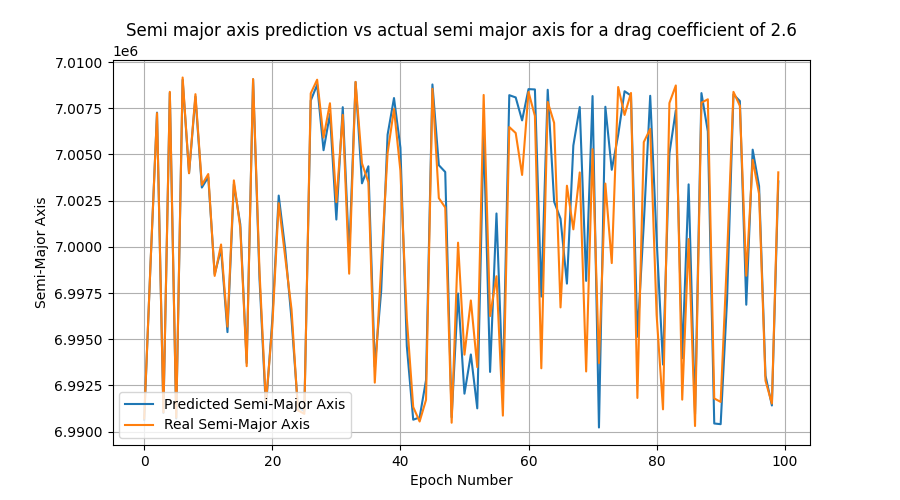 Semi major axis prediction vs actual semi major axis for a drag coefficient of 2.6
1e6
7.0100
7.0075
7.0050
7.0025
7.0000
6.9975
6.9950
6.9925
6.9900
Semi-Major Axis
Predicted Semi-Major Axis
Real Semi-Major Axis
0 20 40 60 80 100
Epoch Number